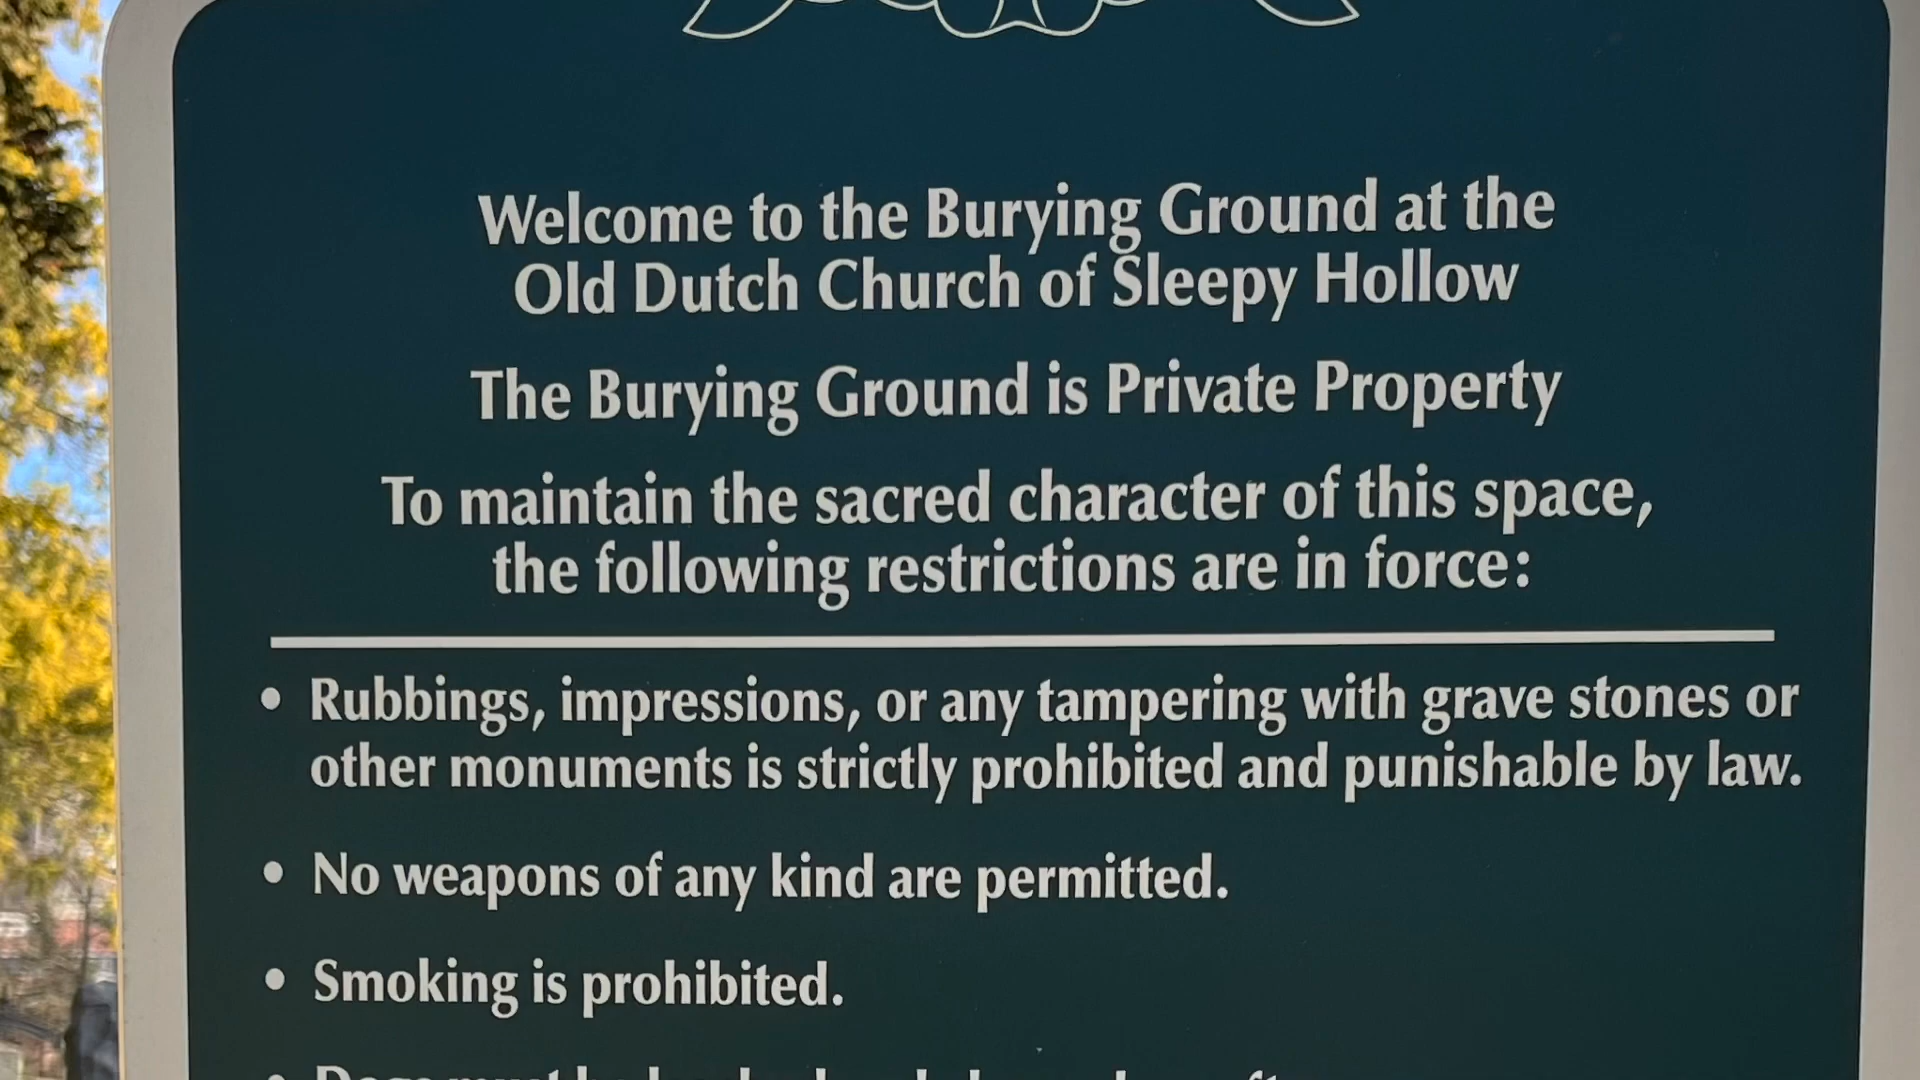 Welcome to the Burying Ground at the
Old Dutch Church of Sleepy Hollow
The Burying Ground is Private Property
To maintain the sacred character of this space,
the following restrictions are in force:
• Rubbings, impressions, or any tampering with grave stones or
other monuments is strictly prohibited and punishable by law.
• No weapons of any kind are permitted.
• Smoking is prohibited.
• Dogs must be